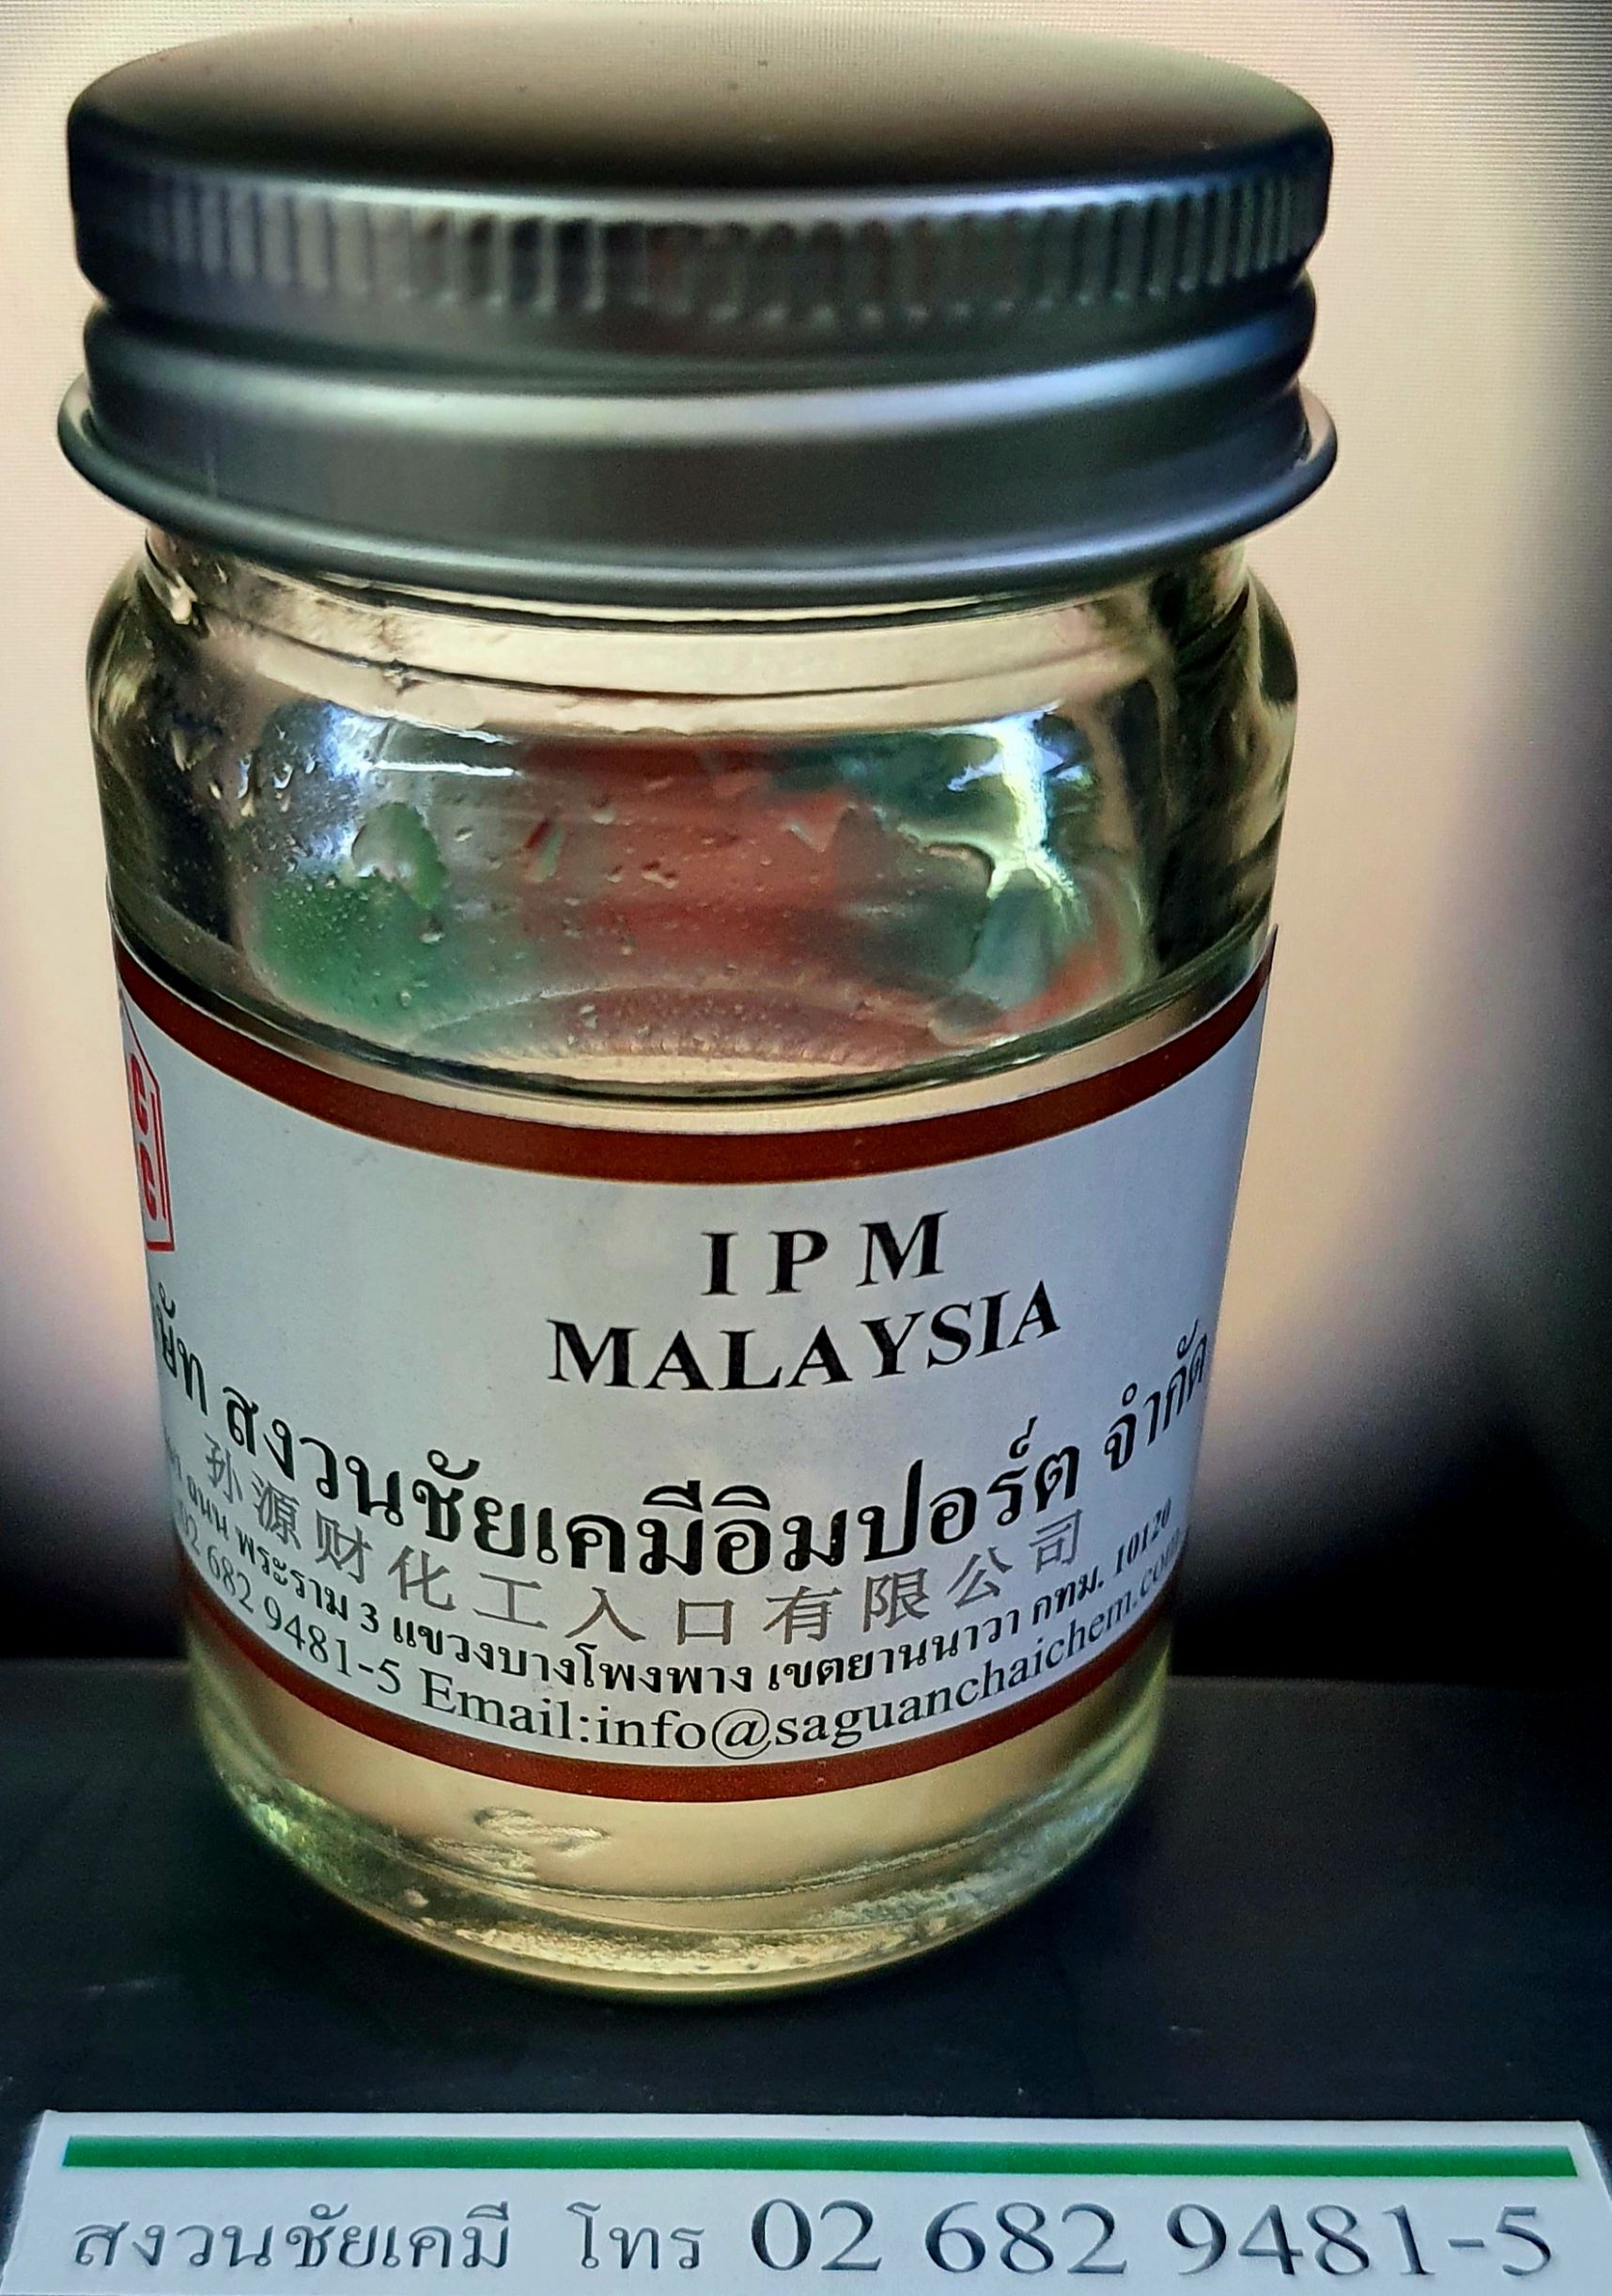 IPM
MALAYSIA
สงวนชัยเคมีอิมปอร์ต จำกัด
孙源财化工入口有限公司
ถนน พระราม 3 แขวงบางโพงพาง เขตยานนาวา กทม. 10120
02 682 9481-5 Email:info@saguanchaichem.com
สงวนชัยเคมี โทร 02 682 9481-5